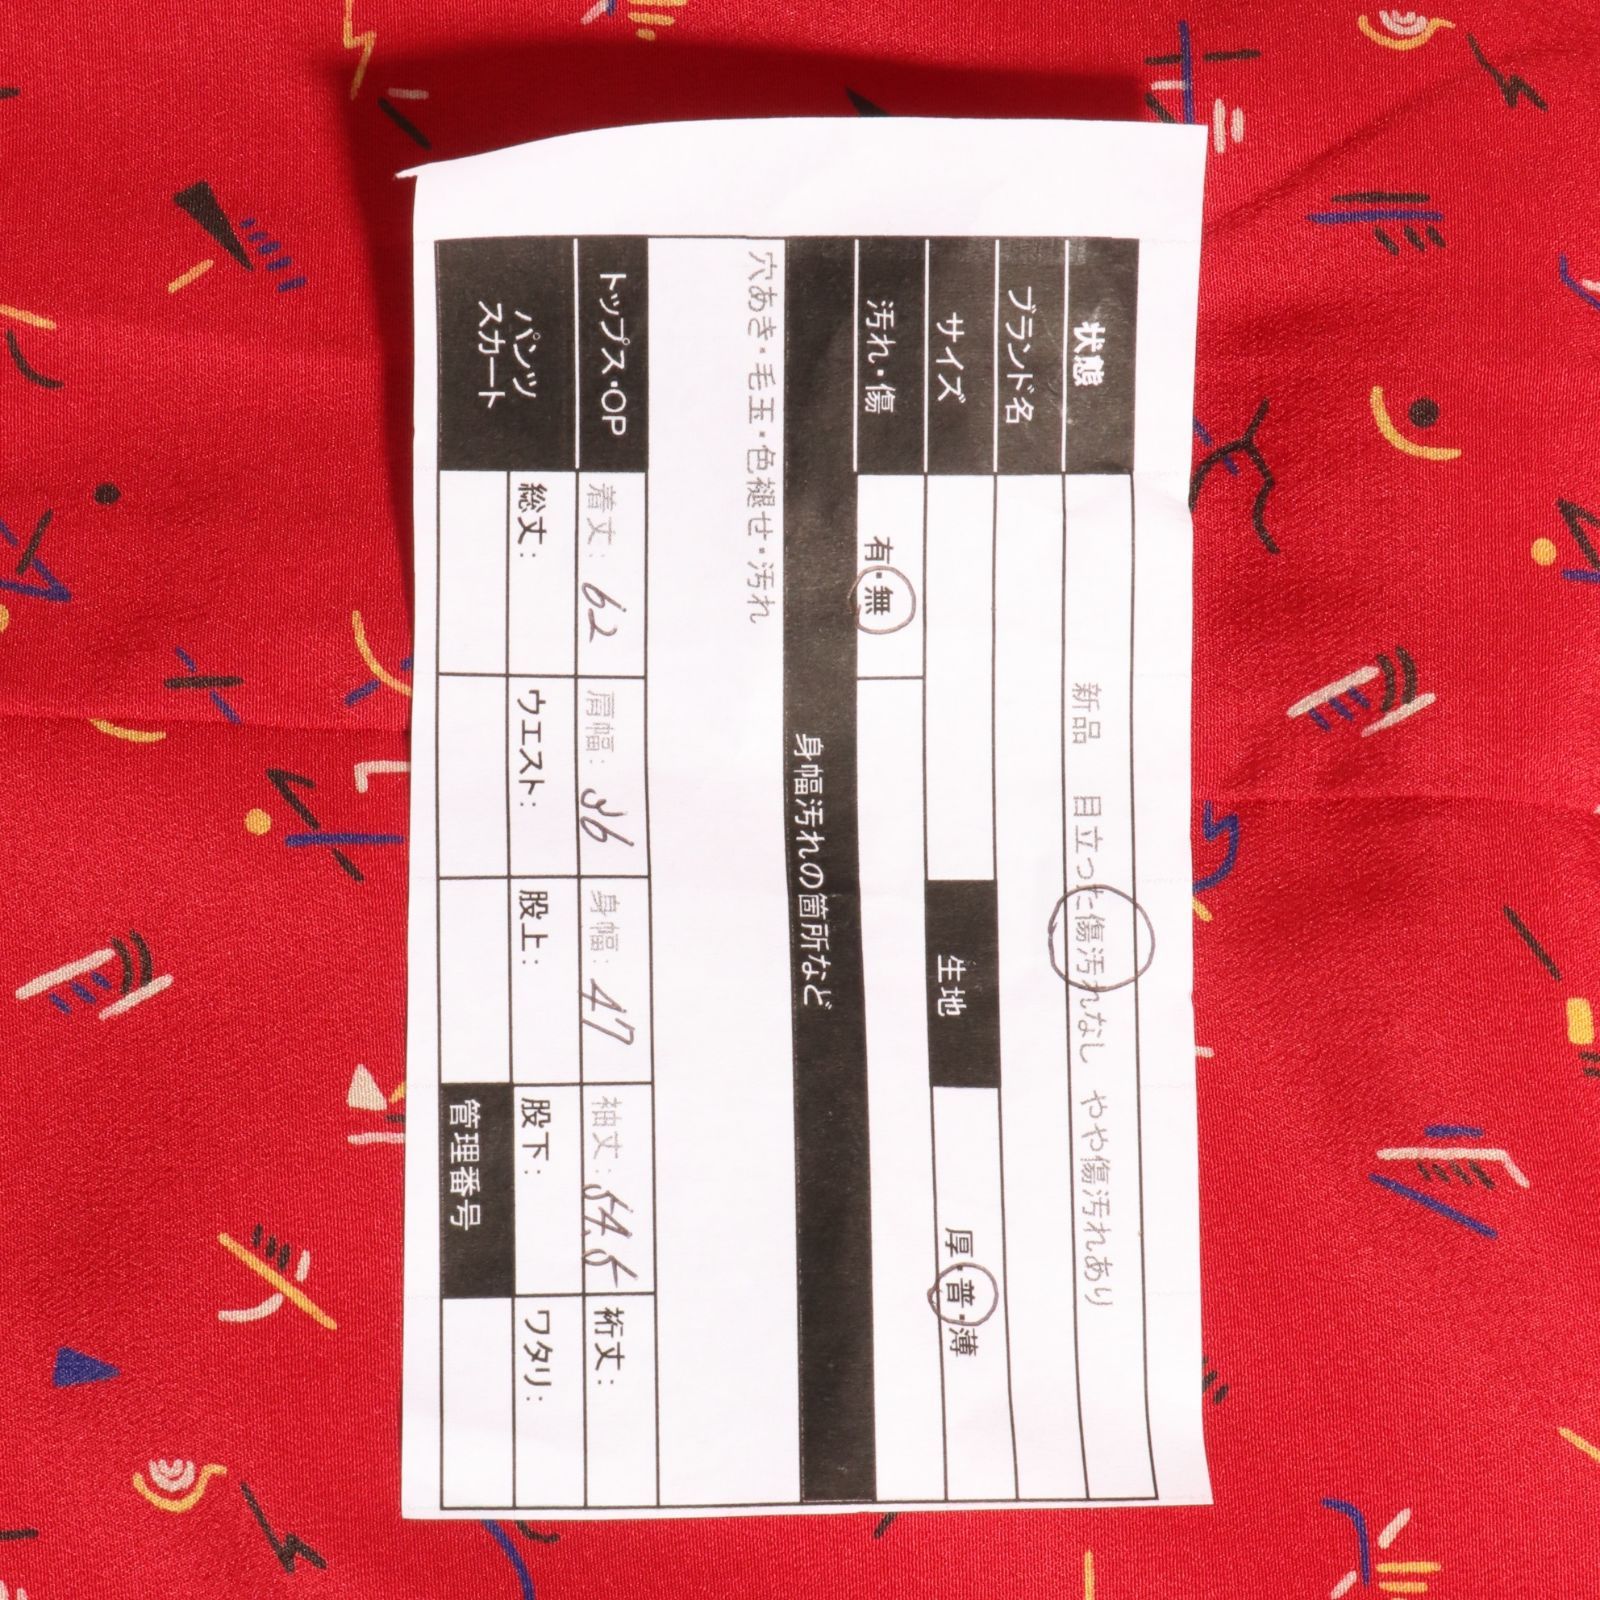 状態 新品 目立った傷汚れなし やや傷汚れあり
ブランド名
サイズ 生地 厚・普・薄
汚れ・傷 有・無
身幅汚れの箇所など
穴あき・毛玉・色褪せ・汚れ
トップス・OP 着丈: 62 肩幅: 36 身幅: 47 袖丈: 54.5 裄丈:
パンツ
スカート
総丈: ウエスト: 股上: 股下: ワタリ:
管理番号